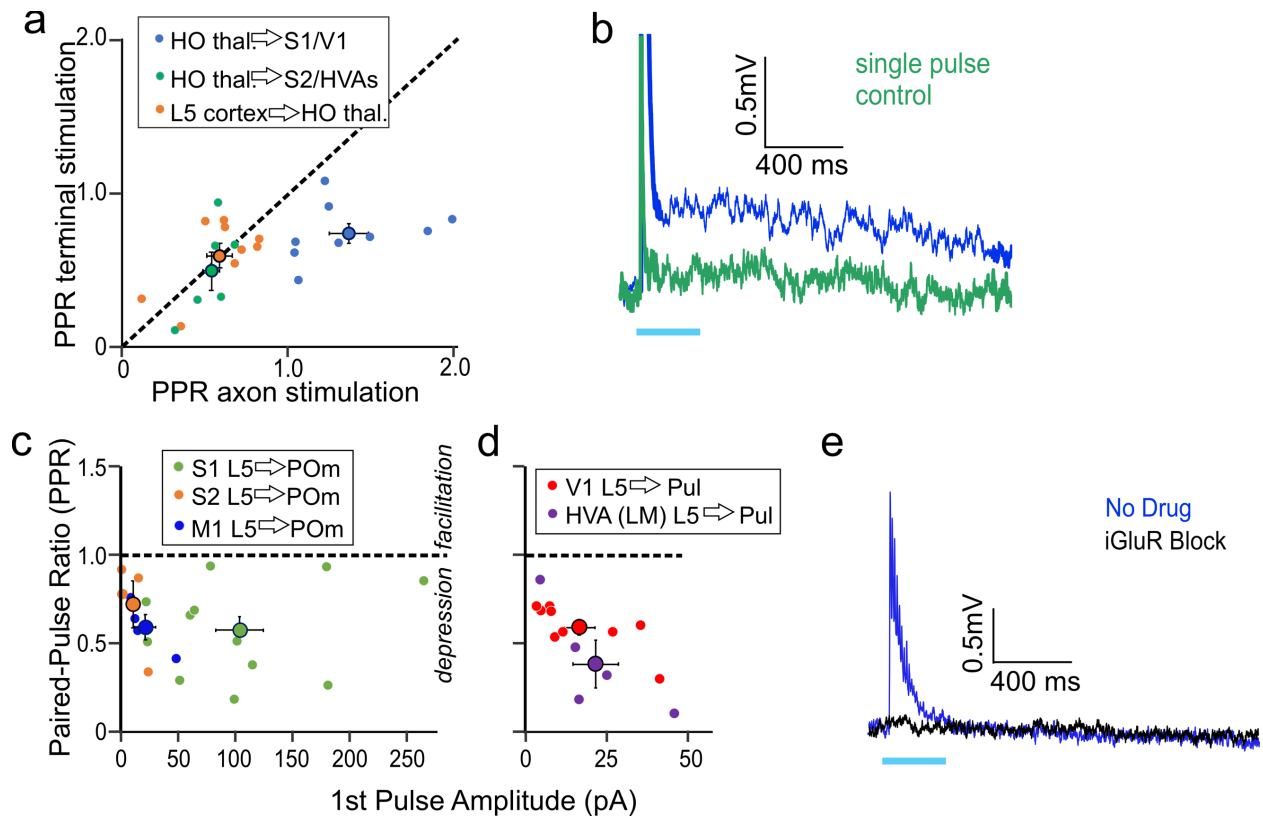 a
HO thal.⇨S1/V1
HO thal.⇨S2/HVAs
L5 cortex⇨HO thal.
PPR terminal stimulation
2.0
1.0
0
0
1.0
2.0
PPR axon stimulation
b
single pulse
control
0.5mV
400 ms
c
S1 L5⇨POm
S2 L5⇨POm
M1 L5⇨POm
Paired-Pulse Ratio (PPR)
1.5
1.0
0.5
0
0
50
100
150
200
250
depression
facilitation
d
V1 L5⇨ Pul
HVA (LM) L5 ⇨ Pul
0
25
50
1st Pulse Amplitude (pA)
e
No Drug
iGluR Block
0.5mV
400 ms